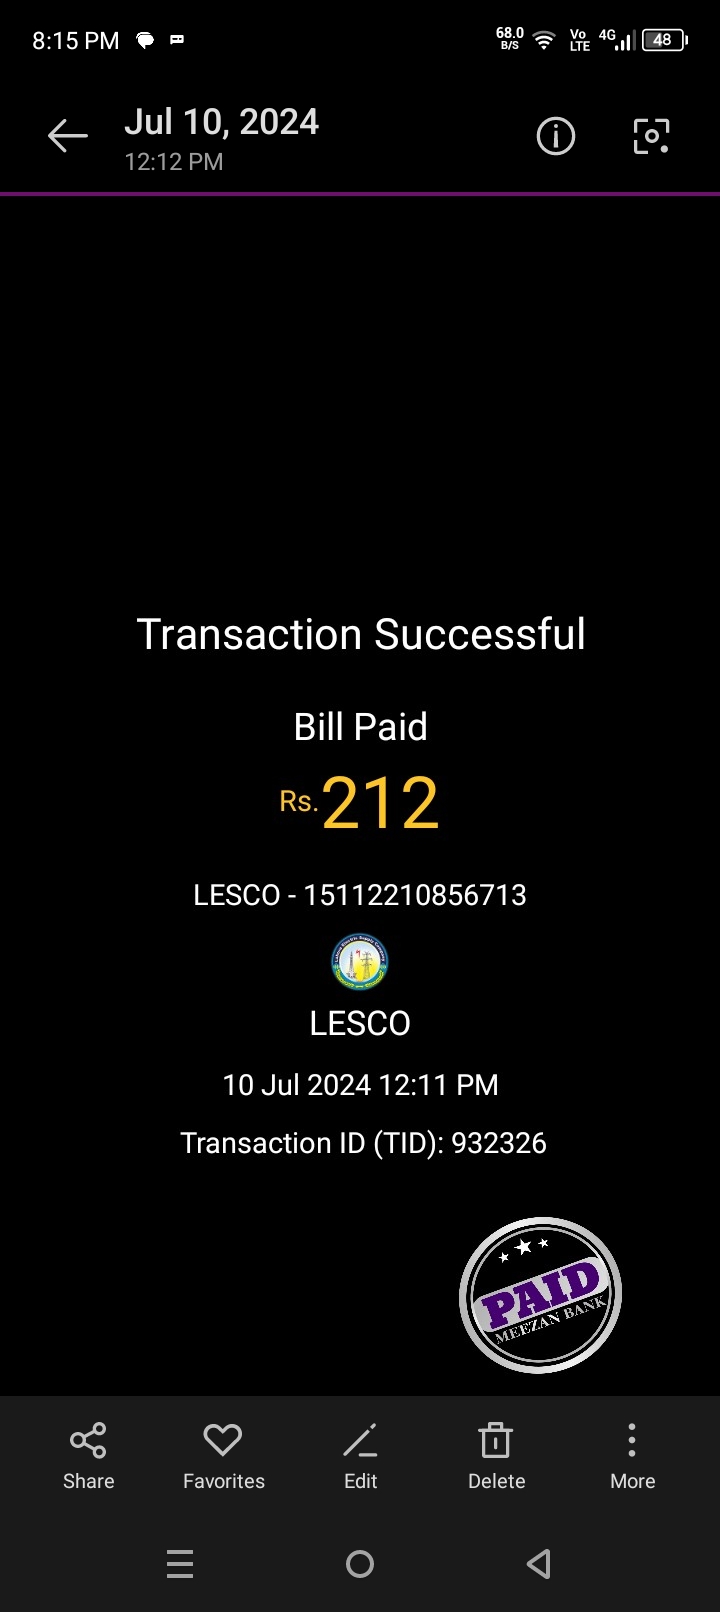 8:15 PM
68.0
B/S
Vo
LTE
4G
48
Jul 10, 2024
12:12 PM
Transaction Successful
Bill Paid
Rs.212
LESCO - 15112210856713
LESCO
10 Jul 2024 12:11 PM
Transaction ID (TID): 932326
PAID
MEEZAN BANK
Share
Favorites
Edit
Delete
More